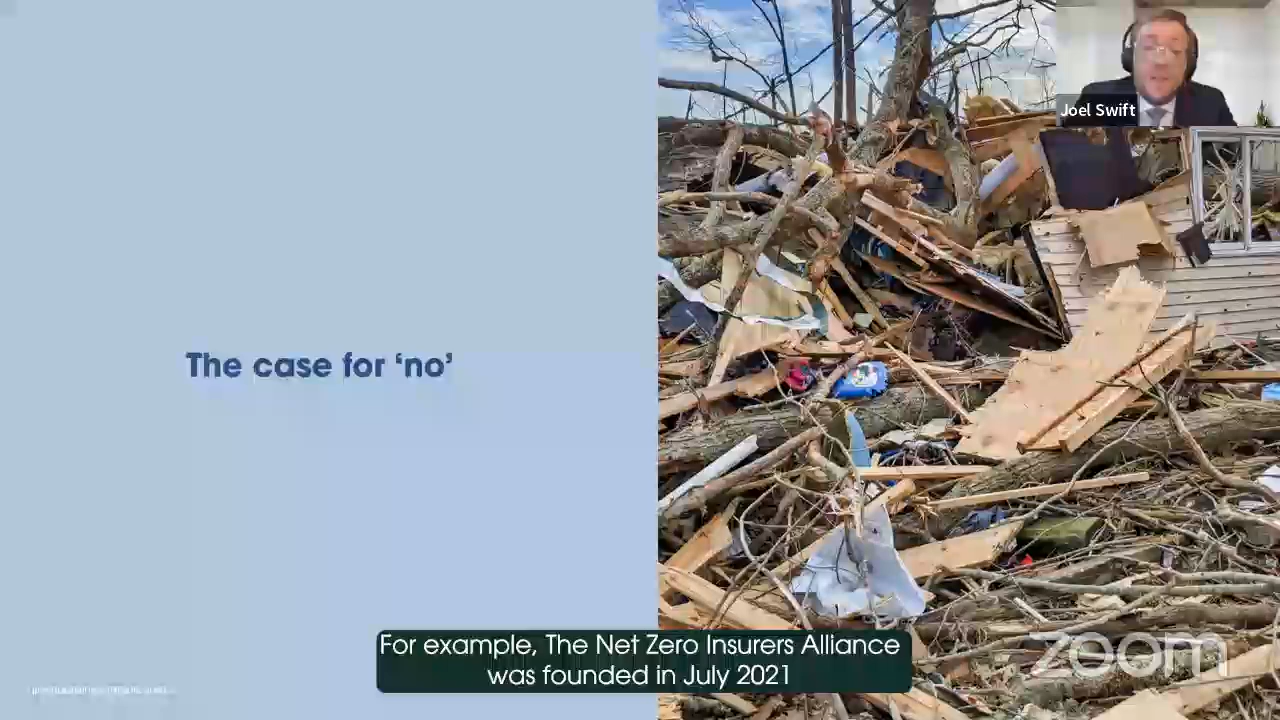 Joel Swift
The case for ‘no’
For example, The Net Zero Insurers Alliance
was founded in July 2021
zoom